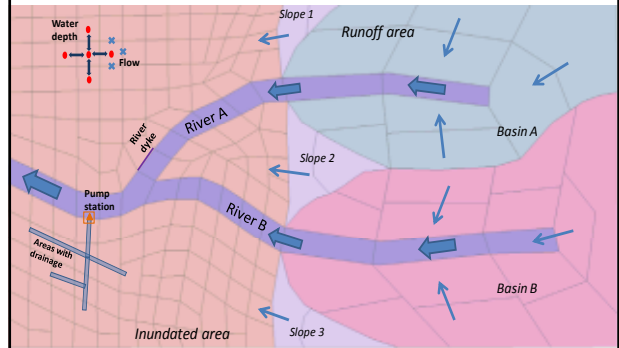 Slope 1
Water
depth
Runoff area
Flow
River A
River
dyke
Basin A
Slope 2
Pump
station
River B
Areas with
drainage
Basin B
Inundated area
Slope 3